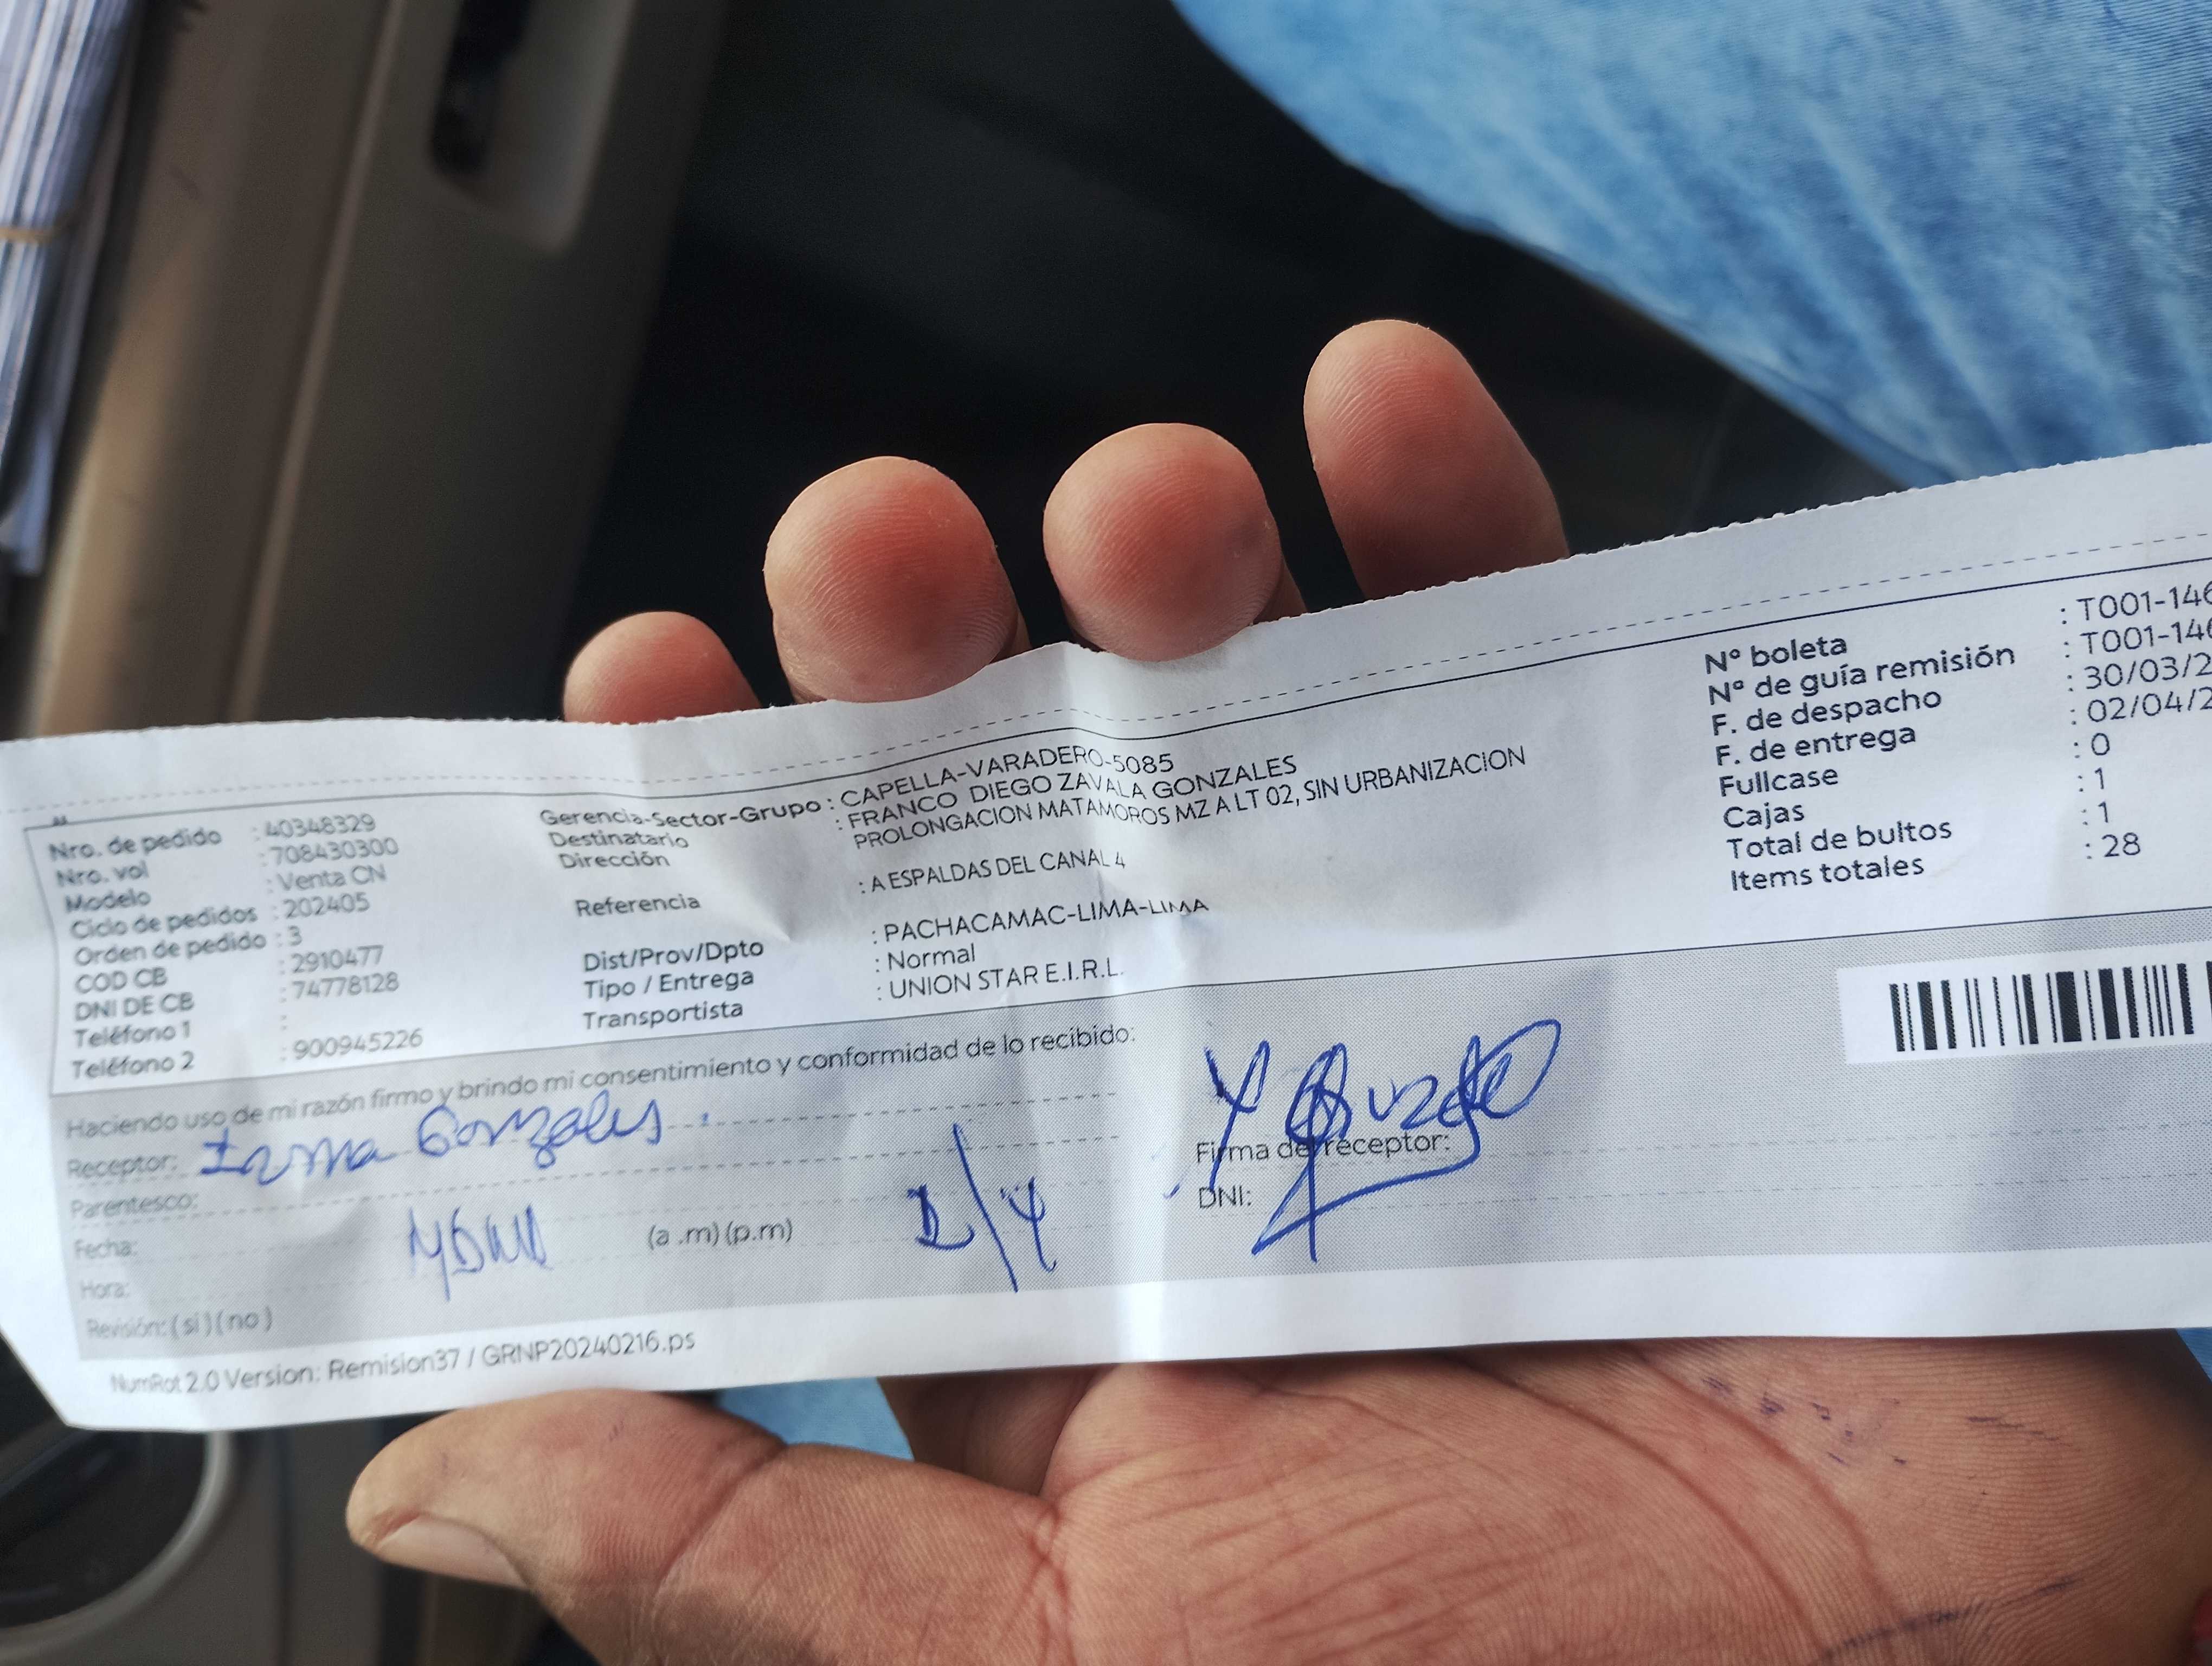 Nro. de pedido : 40348329
Nro. vol : 708430300
Modelo : Venta CN
Ciclo de pedidos : 202405
Orden de pedido : 3
COD CB : 2910477
DNI DE CB : 74778128
Teléfono 1 :
Teléfono 2 : 900945226
Gerencia-Sector-Grupo : CAPELLA-VARADERO-5085
Destinatario : FRANCO DIEGO ZAVALA GONZALES
Dirección PROLONGACION MATAMOROS MZ A LT 02, SIN URBANIZACION
Referencia : A ESPALDAS DEL CANAL 4
Dist/Prov/Dpto : PACHACAMAC-LIMA-LIMA
Tipo / Entrega : Normal
Transportista : UNION STAR E.I.R.L.
N° boleta : T001-146
N° de guía remisión : T001-146
F. de despacho : 30/03/2
F. de entrega : 02/04/2
Fullcase : 0
Cajas : 1
Total de bultos : 1
Items totales : 28
Haciendo uso de mi razón firmo y brindo mi consentimiento y conformidad de lo recibido:
Receptor: Irma Gonzales.
Parentesco:
Fecha:
Hora: (a .m) (p.m)
Revisión: ( si ) ( no )
Firma del receptor:
DNI:
NumRot 2.0 Version: Remision37 / GRNP20240216.ps